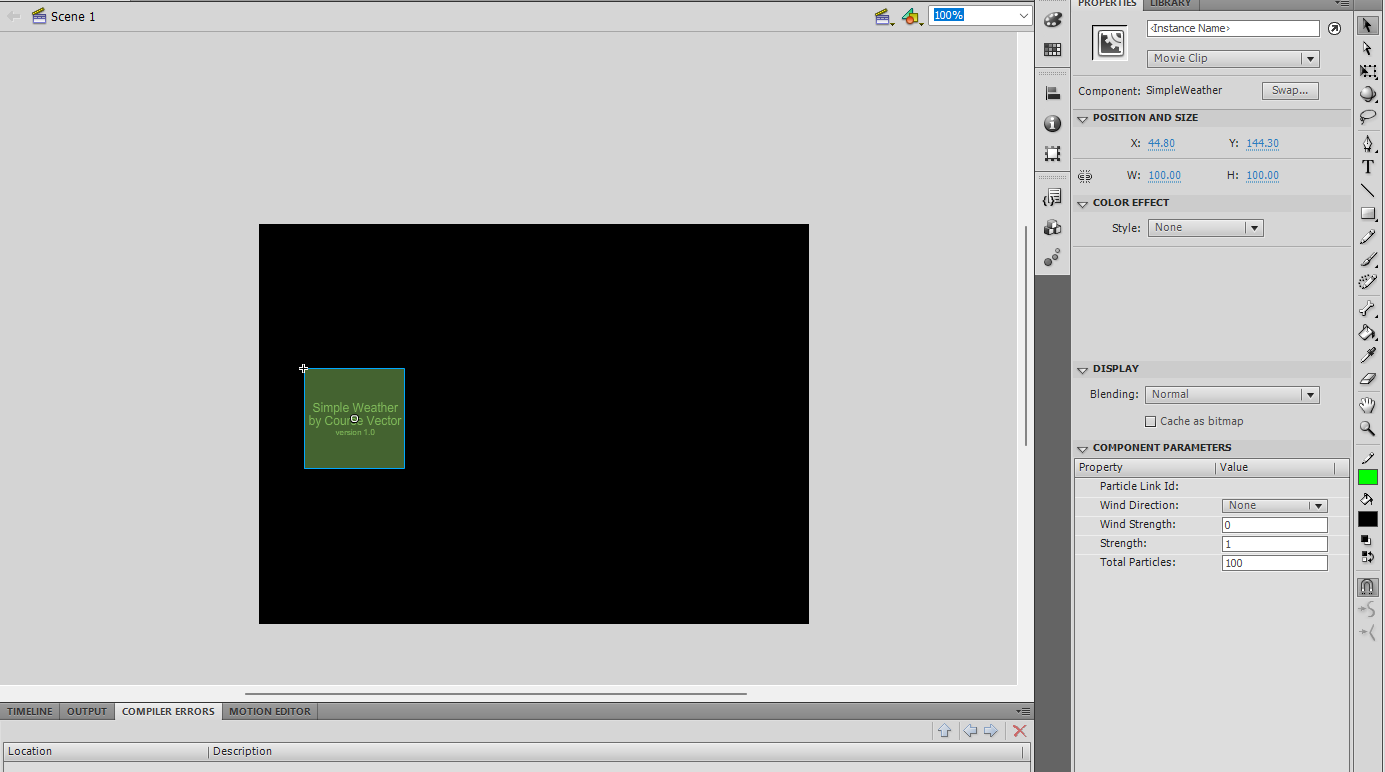 PROPERTIES LIBRARY
Scene 1
100%
<Instance Name>
Movie Clip
Component: SimpleWeather Swap...
POSITION AND SIZE
X: 44.80 Y: 144.30
W: 100.00 H: 100.00
COLOR EFFECT
Style: None
DISPLAY
Blending: Normal
Cache as bitmap
COMPONENT PARAMETERS
Property Value
Particle Link Id:
Wind Direction: None
Wind Strength: 0
Strength: 1
Total Particles: 100
Simple Weather
by Course Vector
version 1.0
TIMELINE OUTPUT COMPILER ERRORS MOTION EDITOR
Location Description